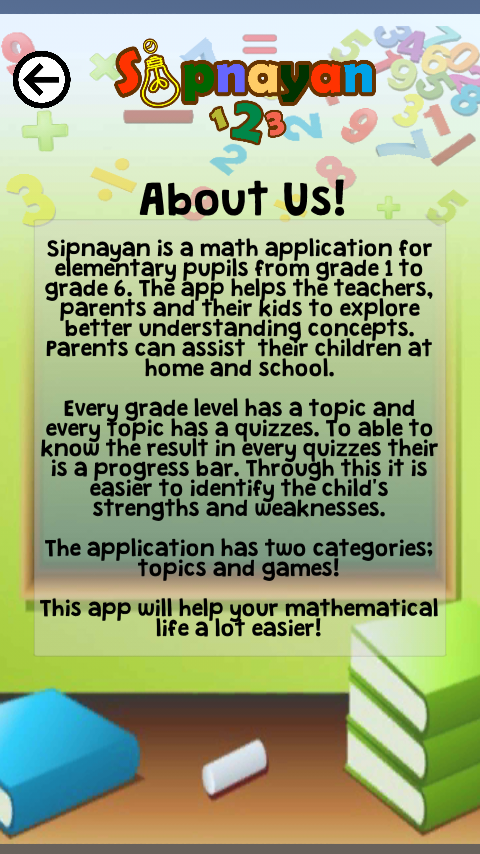 Sipnayan
123
About Us!
Sipnayan is a math application for
elementary pupils from grade 1 to
grade 6. The app helps the teachers,
parents and their kids to explore
better understanding concepts.
Parents can assist  their children at
home and school.
Every grade level has a topic and
every topic has a quizzes. To able to
know the result in every quizzes their
is a progress bar. Through this it is
easier to identify the child's
strengths and weaknesses.
The application has two categories;
topics and games!
This app will help your mathematical
life a lot easier!